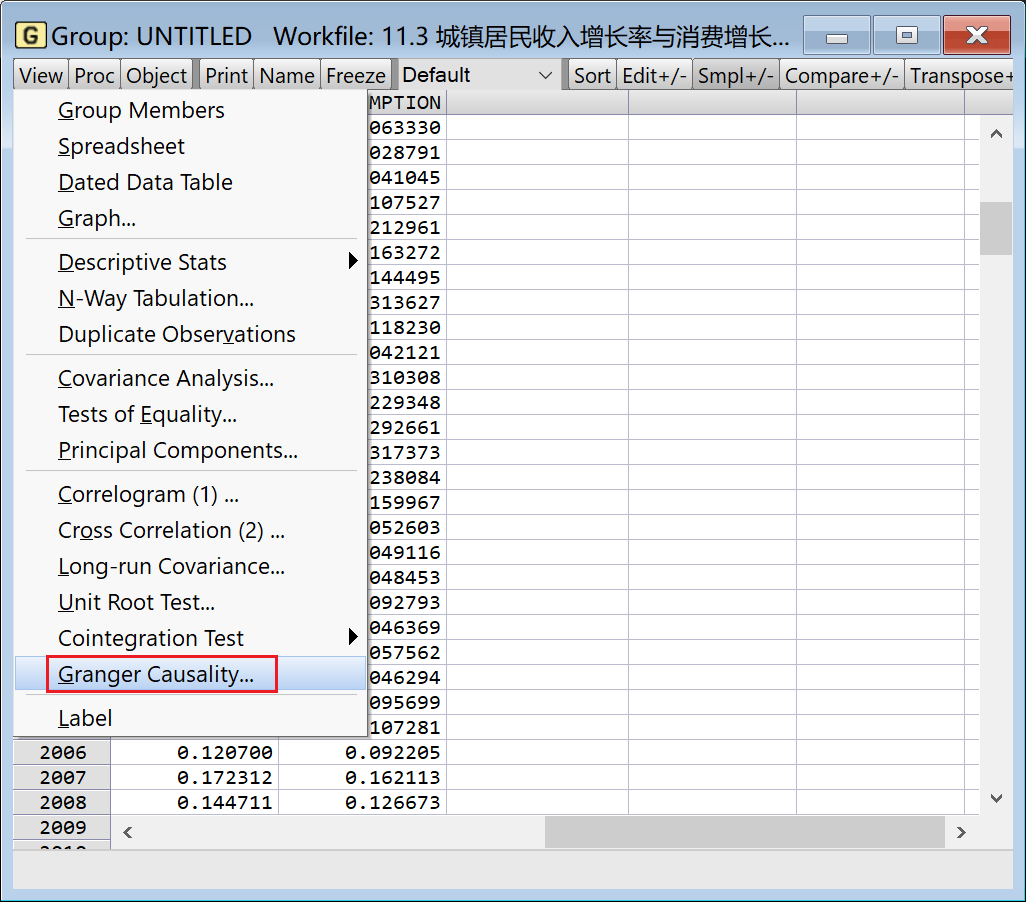 G Group: UNTITLED Workfile: 11.3 城镇居民收入增长率与消费增长...
View Proc Object Print Name Freeze Default Sort Edit+/- Smpl+/- Compare+/- Transpose+
Group Members
Spreadsheet
Dated Data Table
Graph...
Descriptive Stats
N-Way Tabulation...
Duplicate Observations
Covariance Analysis...
Tests of Equality...
Principal Components...
Correlogram (1) ...
Cross Correlation (2) ...
Long-run Covariance...
Unit Root Test...
Cointegration Test
Granger Causality...
Label
MPTION
063330
028791
041045
107527
212961
163272
144495
313627
118230
042121
310308
229348
292661
317373
238084
159967
052603
049116
048453
092793
046369
057562
046294
095699
107281
2006 0.120700 0.092205
2007 0.172312 0.162113
2008 0.144711 0.126673
2009